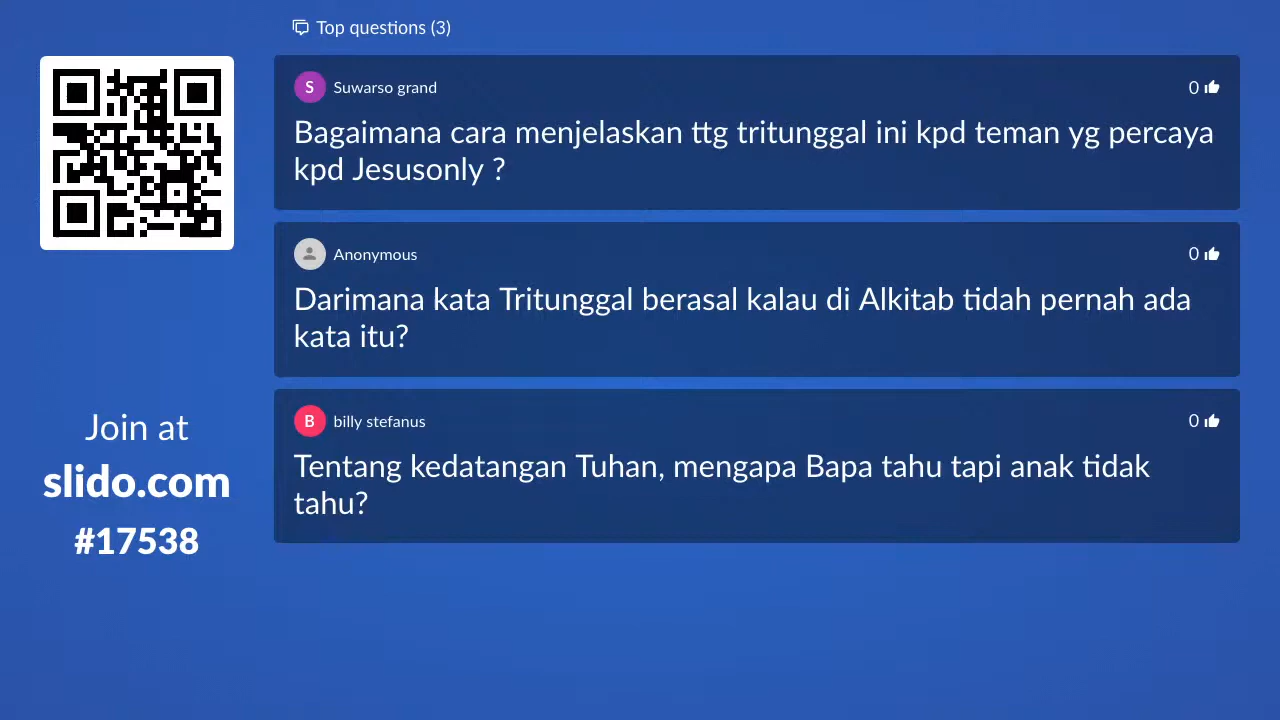 Top questions (3)
S Suwarso grand 0
Bagaimana cara menjelaskan ttg tritunggal ini kpd teman yg percaya
kpd Jesusonly ?
Anonymous 0
Darimana kata Tritunggal berasal kalau di Alkitab tidah pernah ada
kata itu?
B billy stefanus 0
Tentang kedatangan Tuhan, mengapa Bapa tahu tapi anak tidak
tahu?
Join at
slido.com
#17538